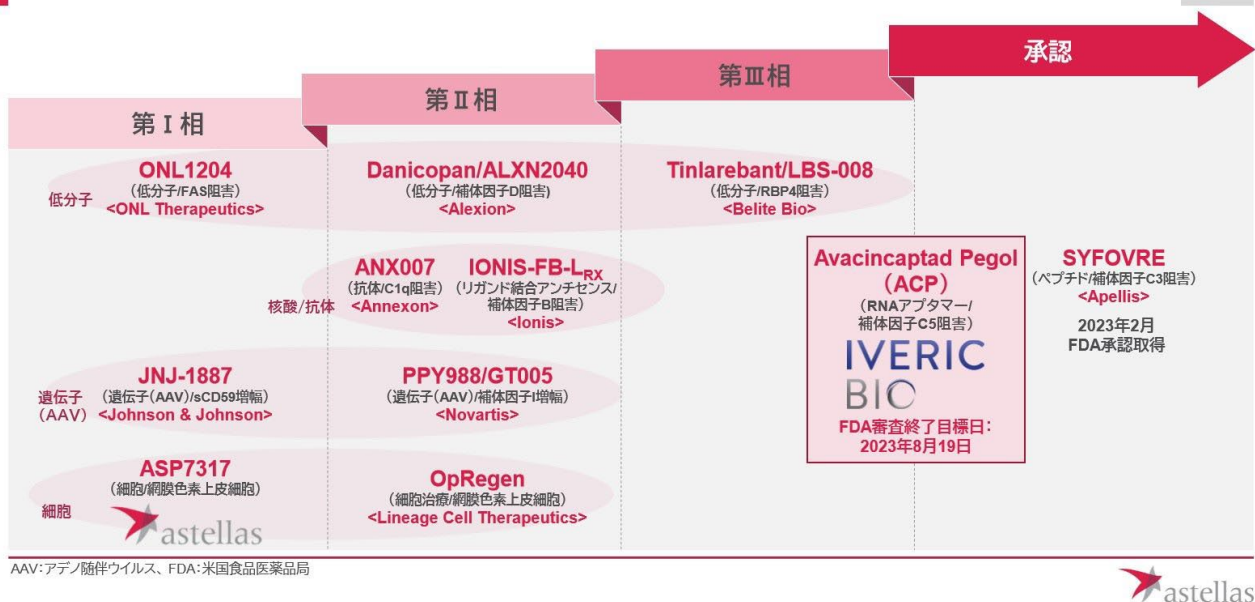 第Ⅰ相
第Ⅱ相
第Ⅲ相
承認
低分子
ONL1204
（低分子/FAS阻害）
<ONL Therapeutics>
Danicopan/ALXN2040
（低分子/補体因子D阻害)
<Alexion>
Tinlarebant/LBS-008
（低分子/RBP4阻害）
<Belite Bio>
核酸/抗体
ANX007
（抗体/C1q阻害）
<Annexon>
IONIS-FB-LRX
（リガンド結合アンチセンス/
補体因子B阻害）
<Ionis>
Avacincaptad Pegol
（ACP）
（RNAアプタマー/
補体因子C5阻害）
IVERIC
BIO
FDA審査終了目標日：
2023年8月19日
SYFOVRE
（ペプチド/補体因子C3阻害）
<Apellis>
2023年2月
FDA承認取得
遺伝子
（AAV）
JNJ-1887
（遺伝子（AAV）/sCD59増幅）
<Johnson & Johnson>
PPY988/GT005
（遺伝子（AAV）/補体因子I増幅）
<Novartis>
細胞
ASP7317
（細胞/網膜色素上皮細胞）
astellas
OpRegen
（細胞治療/網膜色素上皮細胞）
<Lineage Cell Therapeutics>
AAV：アデノ随伴ウイルス、FDA：米国食品医薬品局
astellas